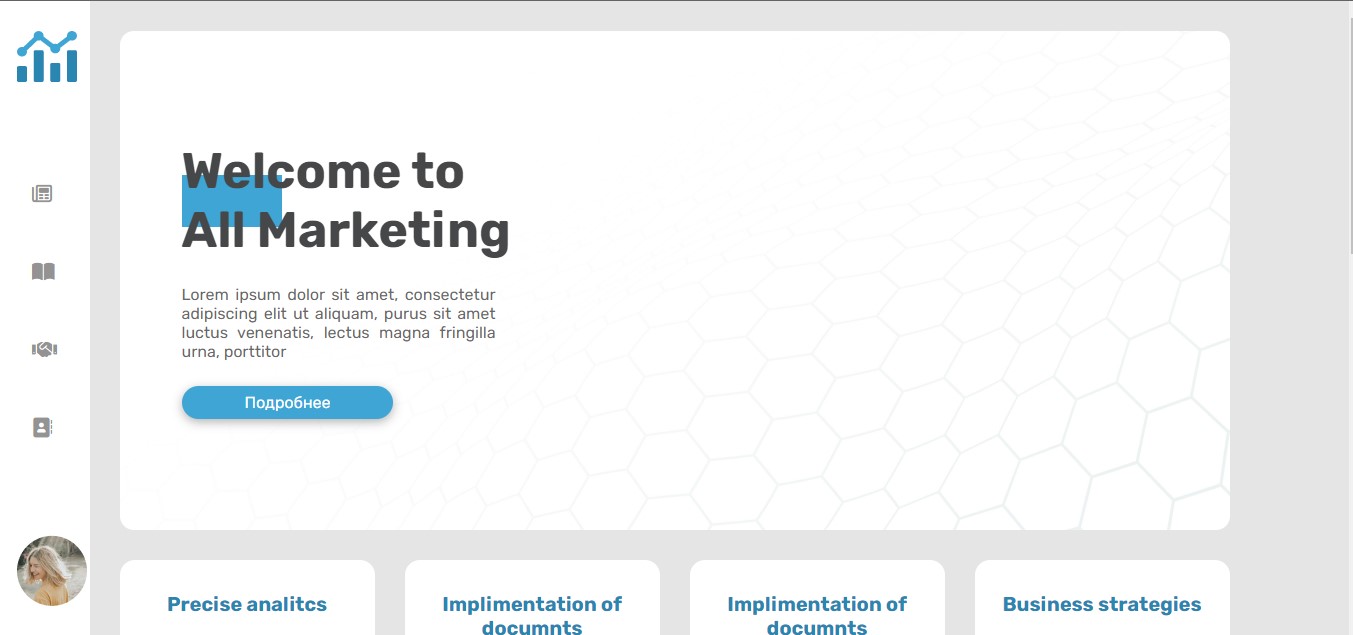 Welcome to
All Marketing
Lorem ipsum dolor sit amet, consectetur
adipiscing elit ut aliquam, purus sit amet
luctus venenatis, lectus magna fringilla
urna, porttitor
Подробнее
Precise analitcs
Implimentation of
documnts
Implimentation of
documnts
Business strategies